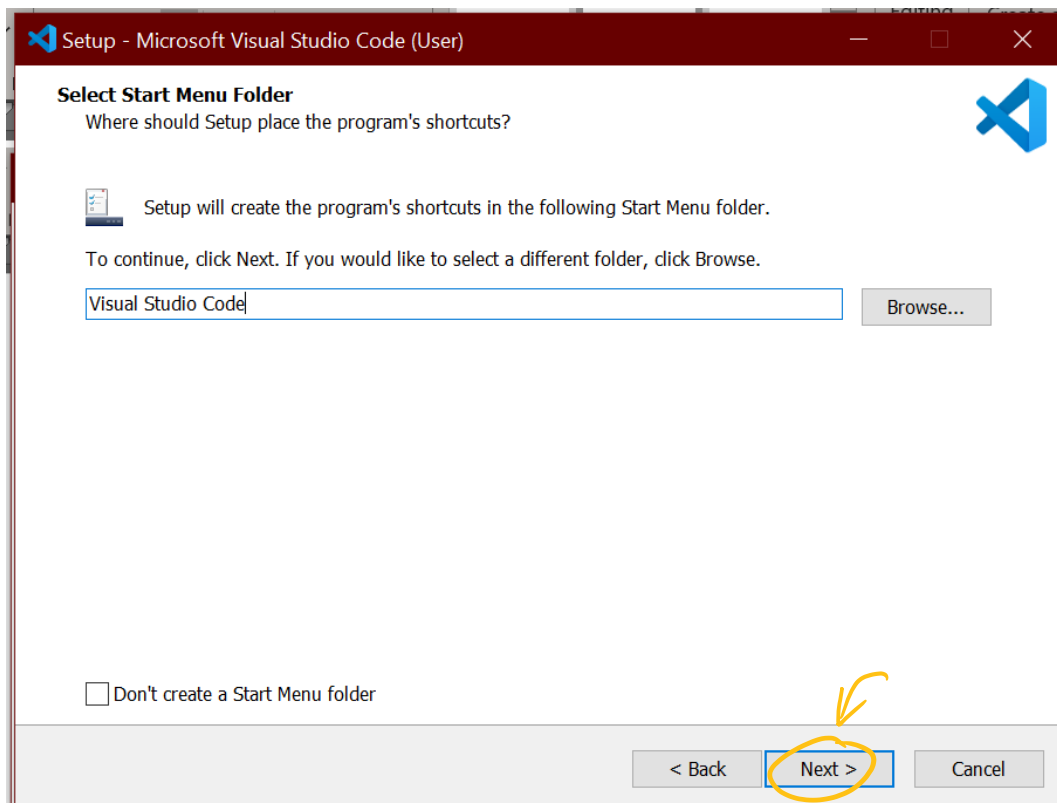 Editing
Setup - Microsoft Visual Studio Code (User)
Select Start Menu Folder
Where should Setup place the program's shortcuts?
Setup will create the program's shortcuts in the following Start Menu folder.
To continue, click Next. If you would like to select a different folder, click Browse.
Visual Studio Code
Browse...
Don't create a Start Menu folder
< Back
Next >
Cancel